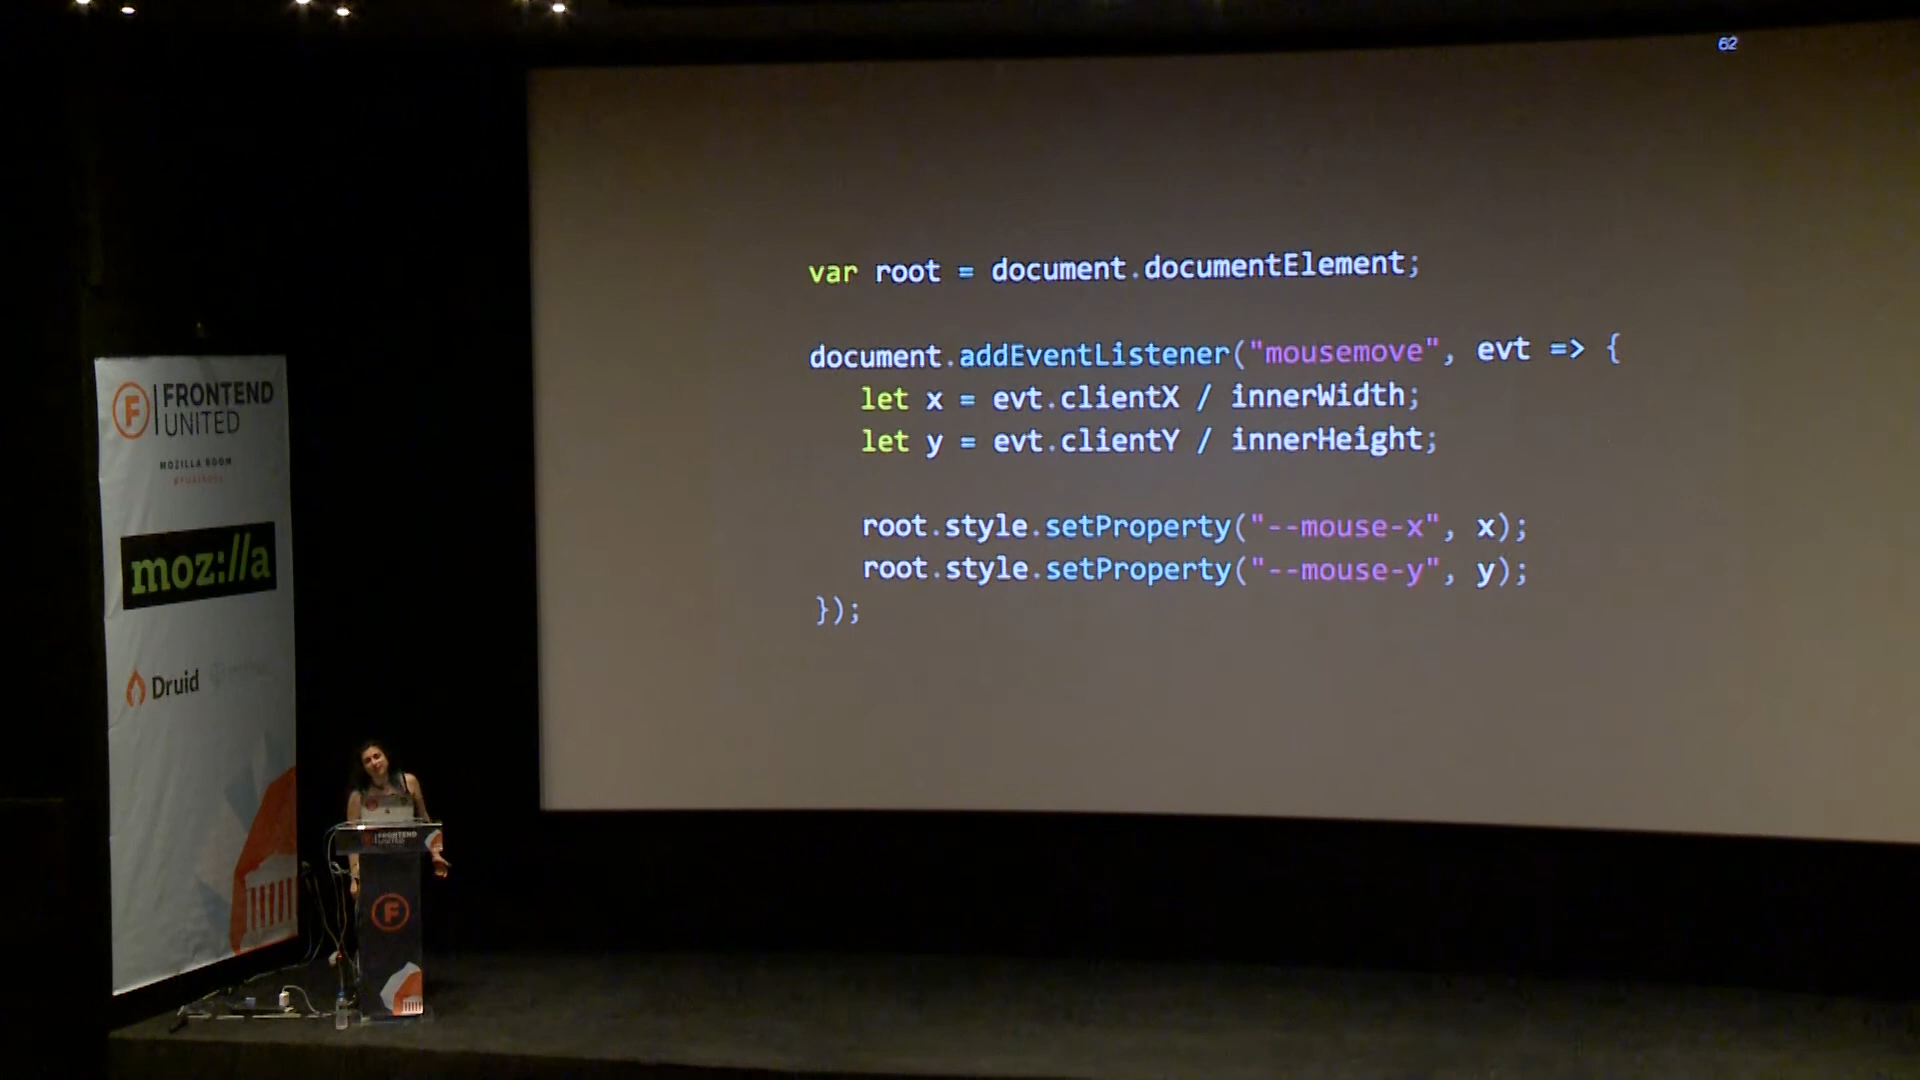 62
var root = document.documentElement;
document.addEventListener("mousemove", evt => {
let x = evt.clientX / innerWidth;
let y = evt.clientY / innerHeight;
root.style.setProperty("--mouse-x", x);
root.style.setProperty("--mouse-y", y);
});
F FRONTEND
UNITED
MOZILLA ROOM
moz://a
Druid
FRONTEND
UNITED
F